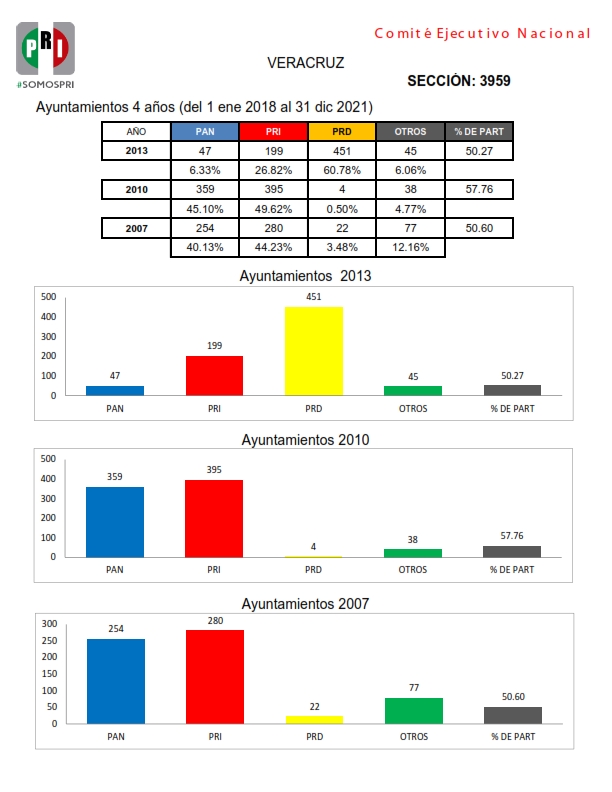 Comité Ejecutivo Nacional
PRI
#SOMOSPRI
VERACRUZ
SECCIÒN: 3959
Ayuntamientos 4 años (del 1 ene 2018 al 31 dic 2021)
AÑO PAN PRI PRD OTROS % DE PART
2013 47 199 451 45 50.27
6.33% 26.82% 60.78% 6.06%
2010 359 395 4 38 57.76
45.10% 49.62% 0.50% 4.77%
2007 254 280 22 77 50.60
40.13% 44.23% 3.48% 12.16%
Ayuntamientos 2013
500
400
300
200
100
0
47 199 451 45 50.27
PAN PRI PRD OTROS % DE PART
Ayuntamientos 2010
500
400
300
200
100
0
359 395 4 38 57.76
PAN PRI PRD OTROS % DE PART
Ayuntamientos 2007
300
250
200
150
100
50
0
254 280 22 77 50.60
PAN PRI PRD OTROS % DE PART